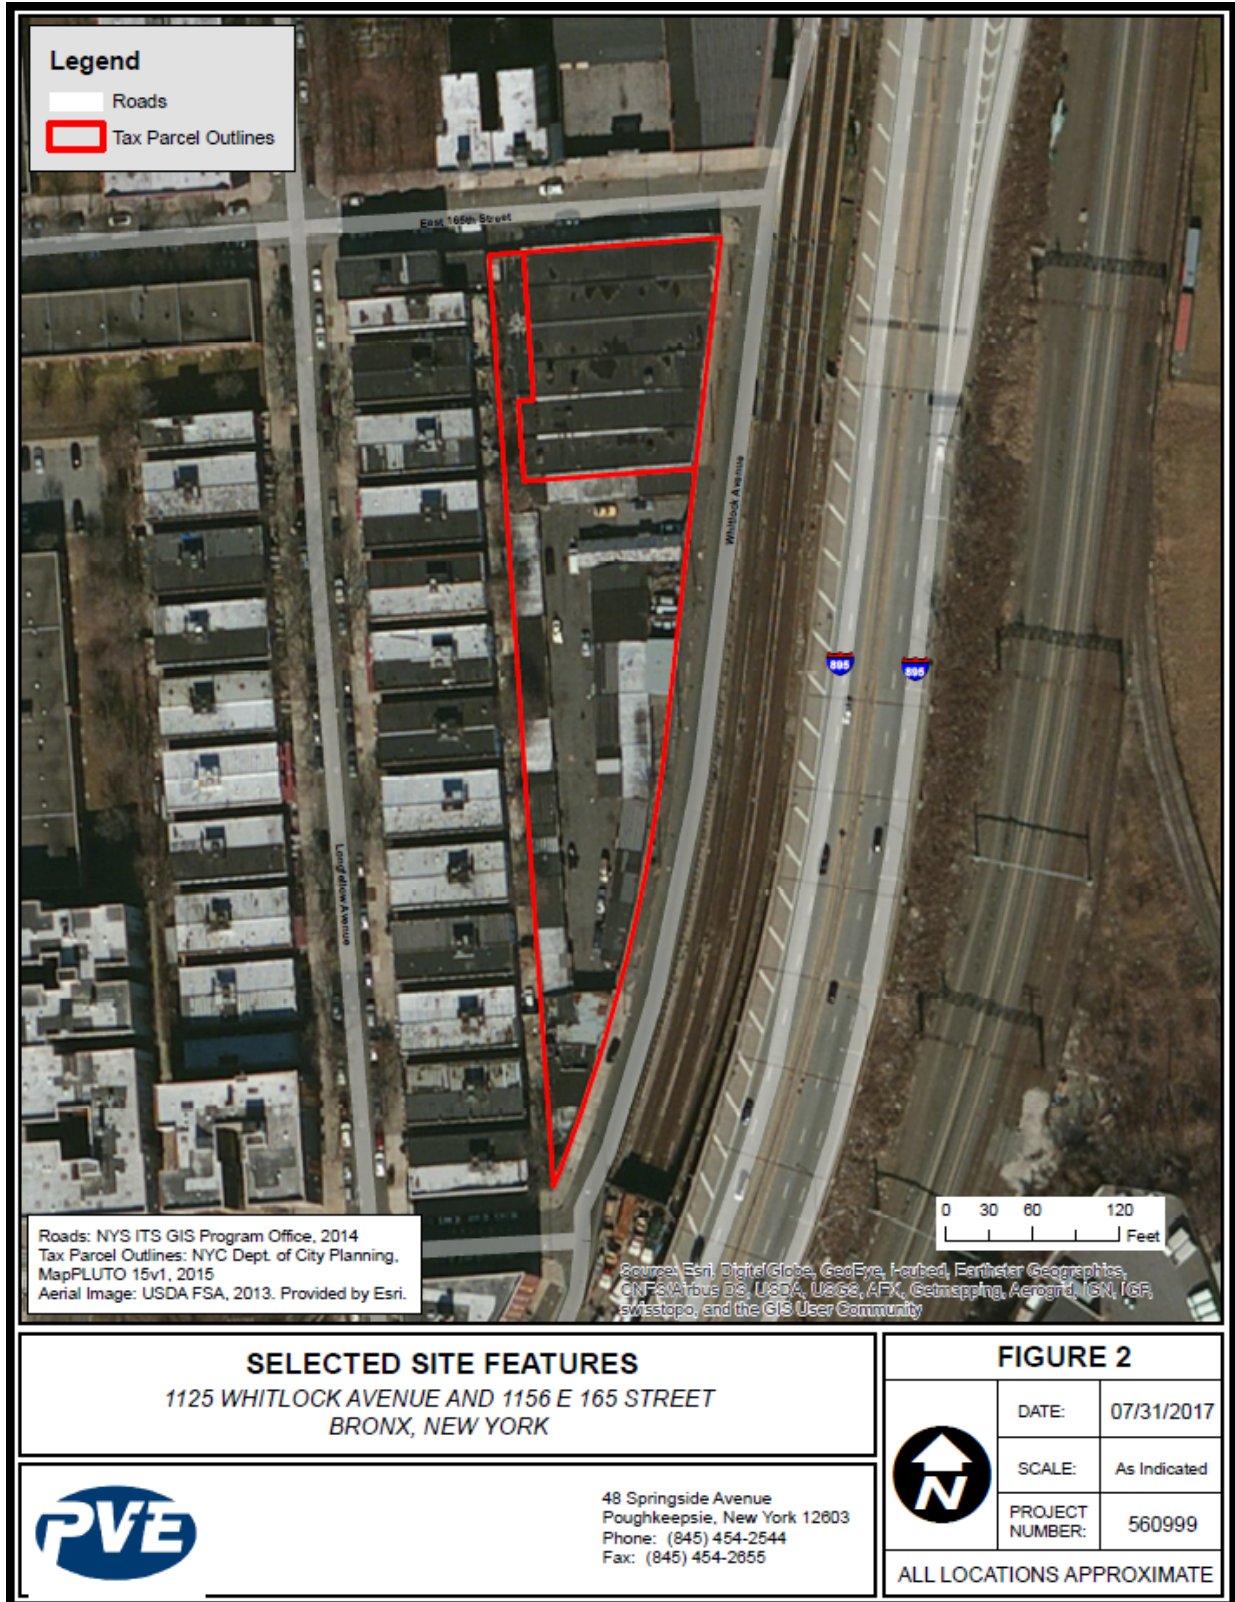 Legend
Roads
Tax Parcel Outlines
East 165th Street
Whitlock Avenue
Longfellow Avenue
895
895
0 30 60 120
Feet
Roads: NYS ITS GIS Program Office, 2014
Tax Parcel Outlines: NYC Dept. of City Planning,
MapPLUTO 15v1, 2015
Aerial Image: USDA FSA, 2013. Provided by Esri.
Source: Esri, DigitalGlobe, GeoEye, i-cubed, Earthstar Geographics,
CNES/Airbus DS, USDA, USGS, AEX, Getmapping, Aerogrid, IGN, IGP,
swisstopo, and the GIS User Community
SELECTED SITE FEATURES
1125 WHITLOCK AVENUE AND 1156 E 165 STREET
BRONX, NEW YORK
FIGURE 2
N
DATE: 07/31/2017
SCALE: As Indicated
PROJECT
NUMBER: 560999
ALL LOCATIONS APPROXIMATE
PVE
48 Springside Avenue
Poughkeepsie, New York 12603
Phone: (845) 454-2544
Fax: (845) 454-2655